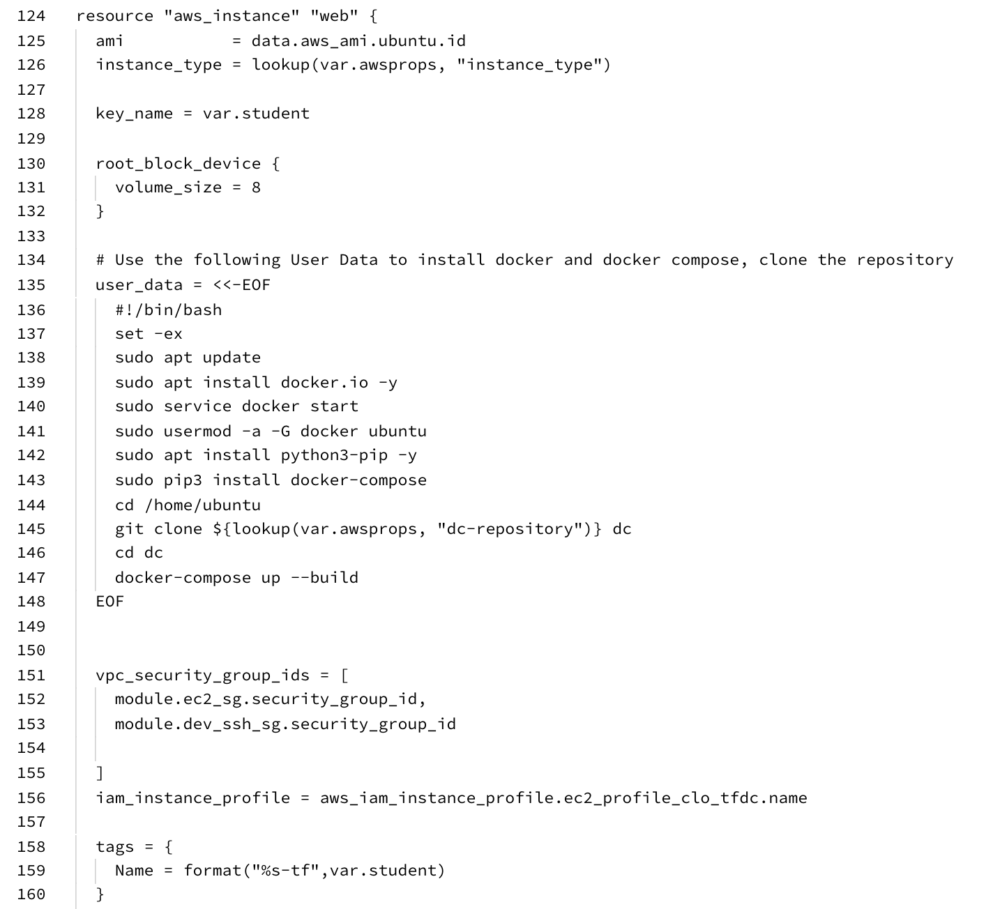 124 resource "aws_instance" "web" {
125   ami           = data.aws_ami.ubuntu.id
126   instance_type = lookup(var.awsprops, "instance_type")
127
128   key_name = var.student
129
130   root_block_device {
131     volume_size = 8
132   }
133
134   # Use the following User Data to install docker and docker compose, clone the repository
135   user_data = <<-EOF
136     #!/bin/bash
137     set -ex
138     sudo apt update
139     sudo apt install docker.io -y
140     sudo service docker start
141     sudo usermod -a -G docker ubuntu
142     sudo apt install python3-pip -y
143     sudo pip3 install docker-compose
144     cd /home/ubuntu
145     git clone ${lookup(var.awsprops, "dc-repository")} dc
146     cd dc
147     docker-compose up --build
148   EOF
149
150
151   vpc_security_group_ids = [
152     module.ec2_sg.security_group_id,
153     module.dev_ssh_sg.security_group_id
154
155   ]
156   iam_instance_profile = aws_iam_instance_profile.ec2_profile_clo_tfdc.name
157
158   tags = {
159     Name = format("%s-tf",var.student)
160   }